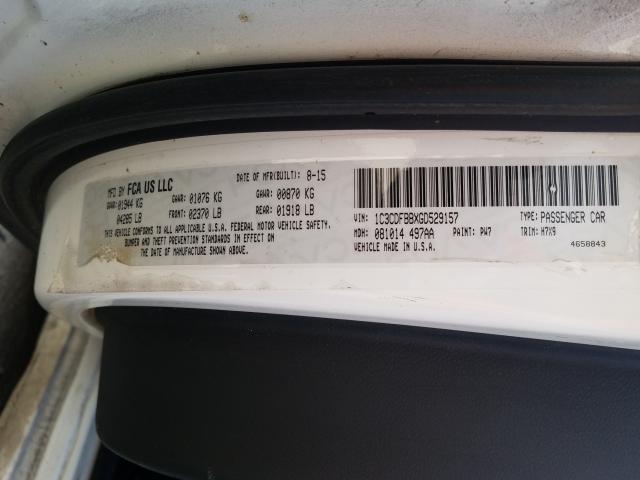 MFD BY FCA US LLC DATE OF MFR(BUILT): 8-15
GVWR: 01944 KG GAWR: 01076 KG GAWR: 00870 KG
04285 LB FRONT: 02370 LB REAR: 01918 LB
THIS VEHICLE CONFORMS TO ALL APPLICABLE U.S.A. FEDERAL MOTOR VEHICLE SAFETY,
BUMPER AND THEFT PREVENTION STANDARDS IN EFFECT ON
THE DATE OF MANUFACTURE SHOWN ABOVE.
VIN: 1C3CDFBBXGD529157 TYPE: PASSENGER CAR
MDH: 081014 497AA PAINT: PW7 TRIM: H7X9
VEHICLE MADE IN U.S.A. 4658843